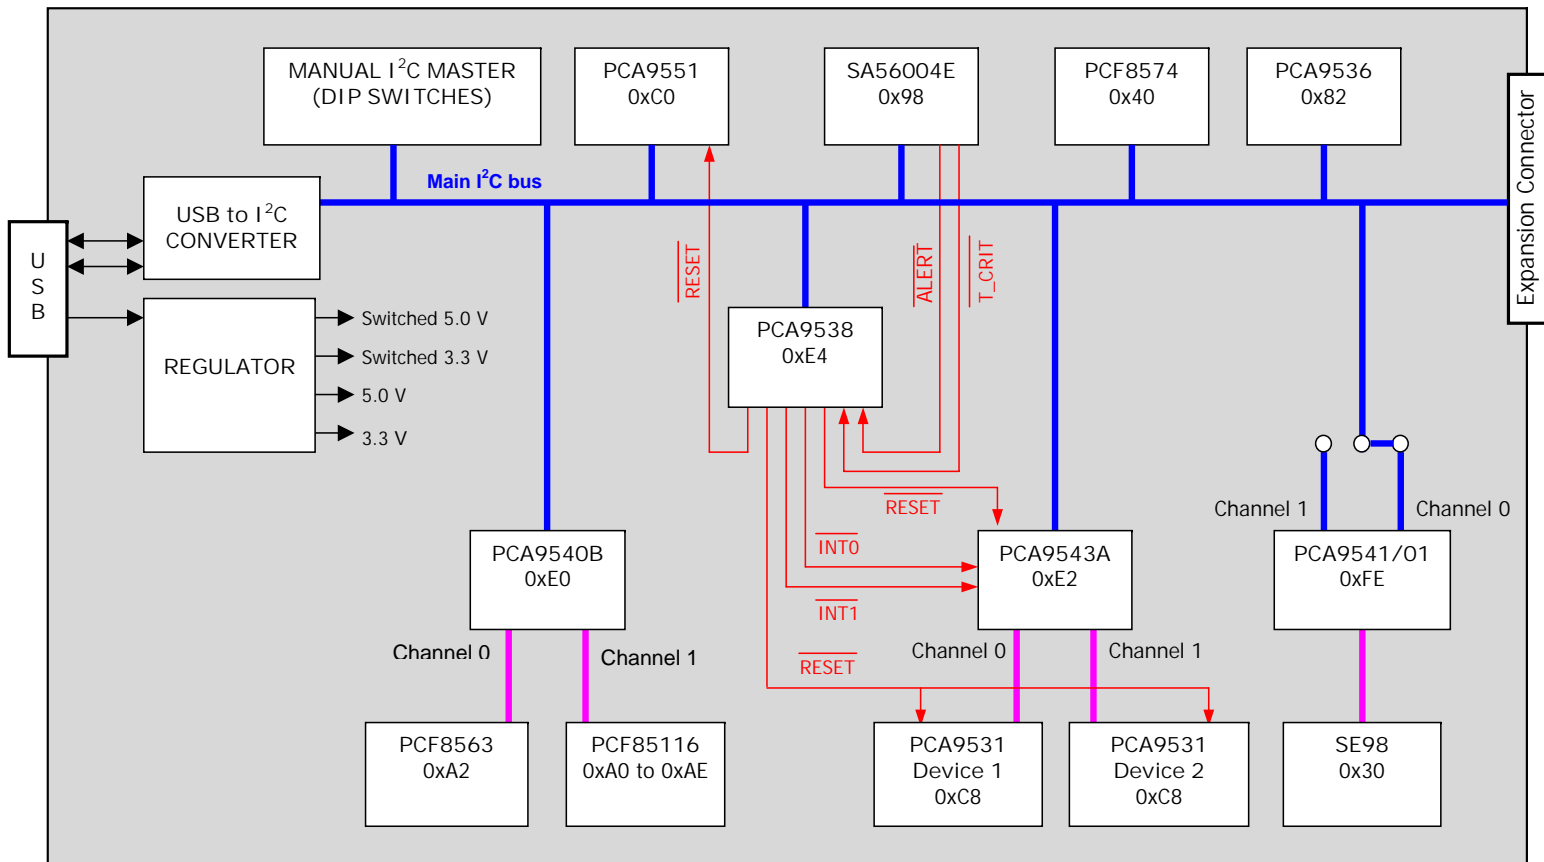 MANUAL I²C MASTER
(DIP SWITCHES)
PCA9551
0xC0
SA56004E
0x98
PCF8574
0x40
PCA9536
0x82
Expansion Connector
Main I²C bus
USB to I²C
CONVERTER
U
S
B
REGULATOR
Switched 5.0 V
Switched 3.3 V
5.0 V
3.3 V
RESET
ALERT
T_CRIT
PCA9538
0xE4
RESET
INT0
INT1
RESET
Channel 1
Channel 0
PCA9540B
0xE0
PCA9543A
0xE2
PCA9541/01
0xFE
Channel 0
Channel 1
Channel 0
Channel 1
PCF8563
0xA2
PCF85116
0xA0 to 0xAE
PCA9531
Device 1
0xC8
PCA9531
Device 2
0xC8
SE98
0x30